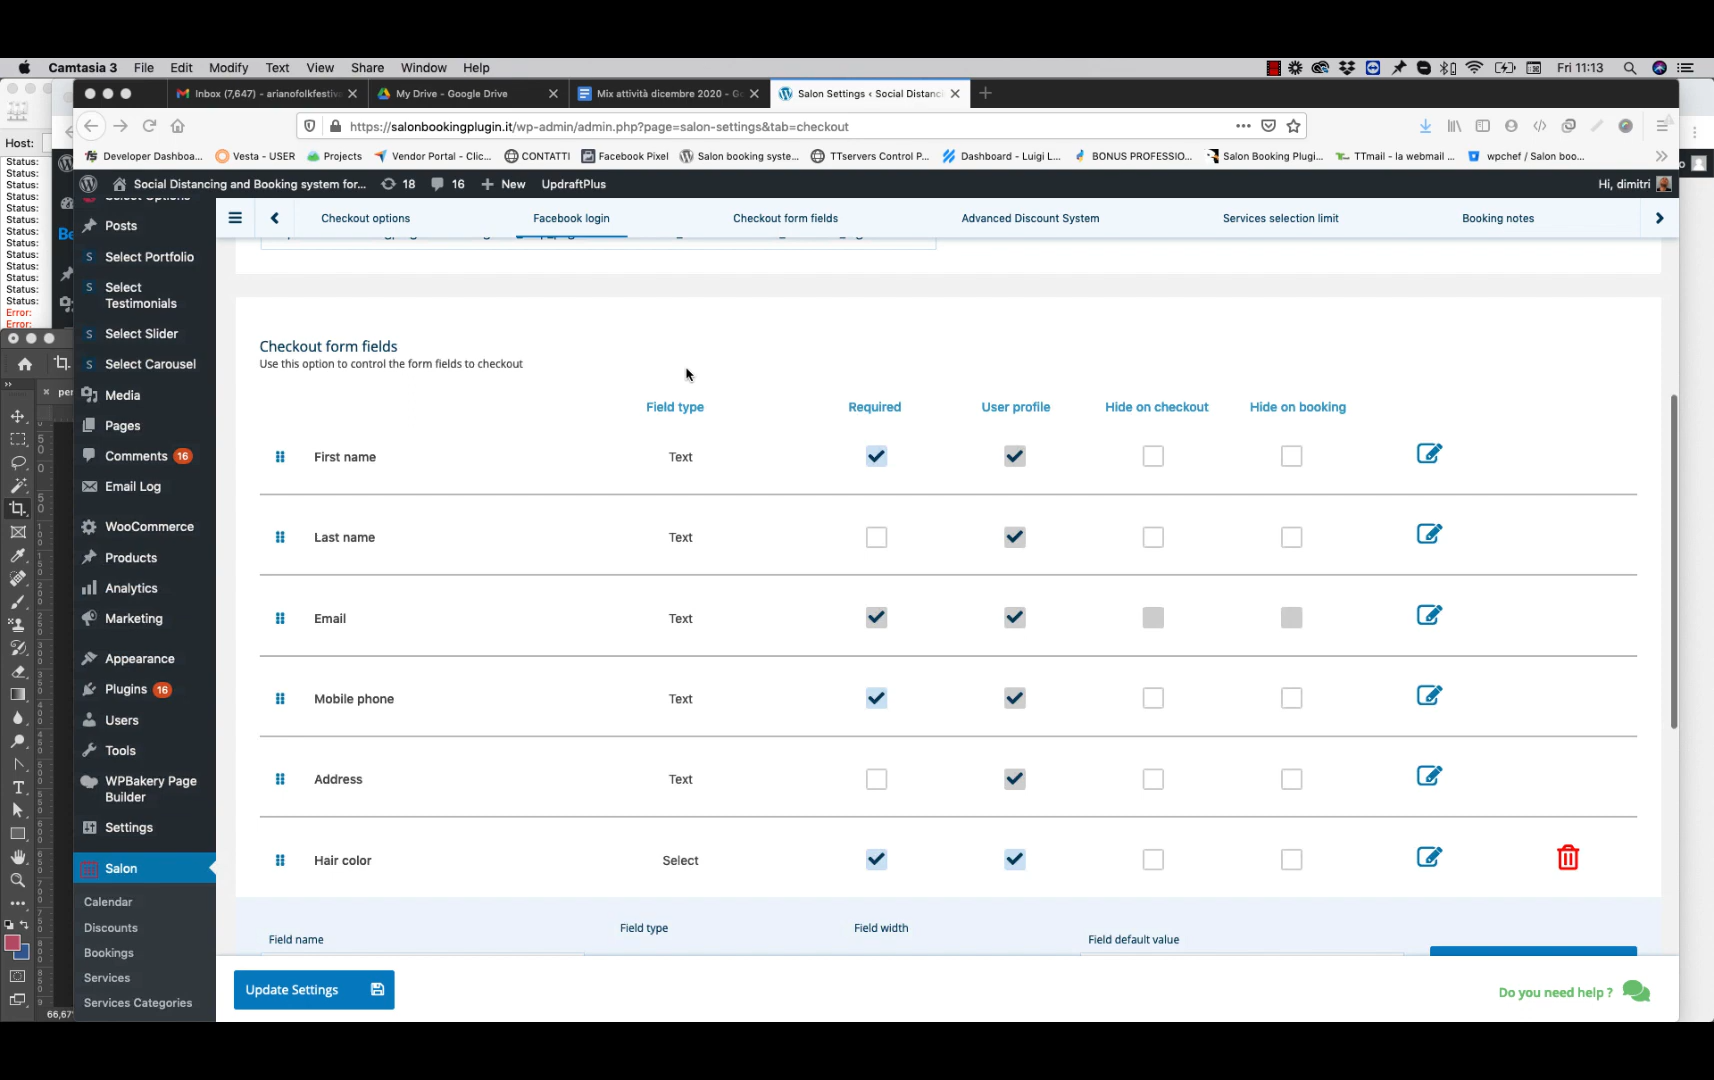 Camtasia 3 File Edit Modify Text View Share Window Help Fri 11:13
Inbox (7,647) - arianofolkfestiv My Drive - Google Drive Mix attività dicembre 2020 - G Salon Settings ‹ Social Distanc
https://salonbookingplugin.it/wp-admin/admin.php?page=salon-settings&tab=checkout
Developer Dashboa... Vesta - USER Projects Vendor Portal - Clic... CONTATTI Facebook Pixel Salon booking syste... TTservers Control P... Dashboard - Luigi L... BONUS PROFESSIO... Salon Booking Plugi... TTmail - la webmail ... wpchef / Salon boo...
Social Distancing and Booking system for... 18 16 New UpdraftPlus Hi, dimitri
Host:
Status:
Status:
Status:
Status:
Status:
Status:
Status:
Status:
Status:
Status:
Status:
Status:
Status:
Error:
Error:
Checkout options Facebook login Checkout form fields Advanced Discount System Services selection limit Booking notes
Posts
Select Portfolio
Select
Testimonials
Select Slider
Select Carousel
Media
Pages
Comments 16
Email Log
WooCommerce
Products
Analytics
Marketing
Appearance
Plugins 16
Users
Tools
WPBakery Page
Builder
Settings
Salon
Calendar
Discounts
Bookings
Services
Services Categories
Checkout form fields
Use this option to control the form fields to checkout
Field type Required User profile Hide on checkout Hide on booking
First name Text
Last name Text
Email Text
Mobile phone Text
Address Text
Hair color Select
Field name Field type Field width Field default value
Update Settings
Do you need help ?
66,67